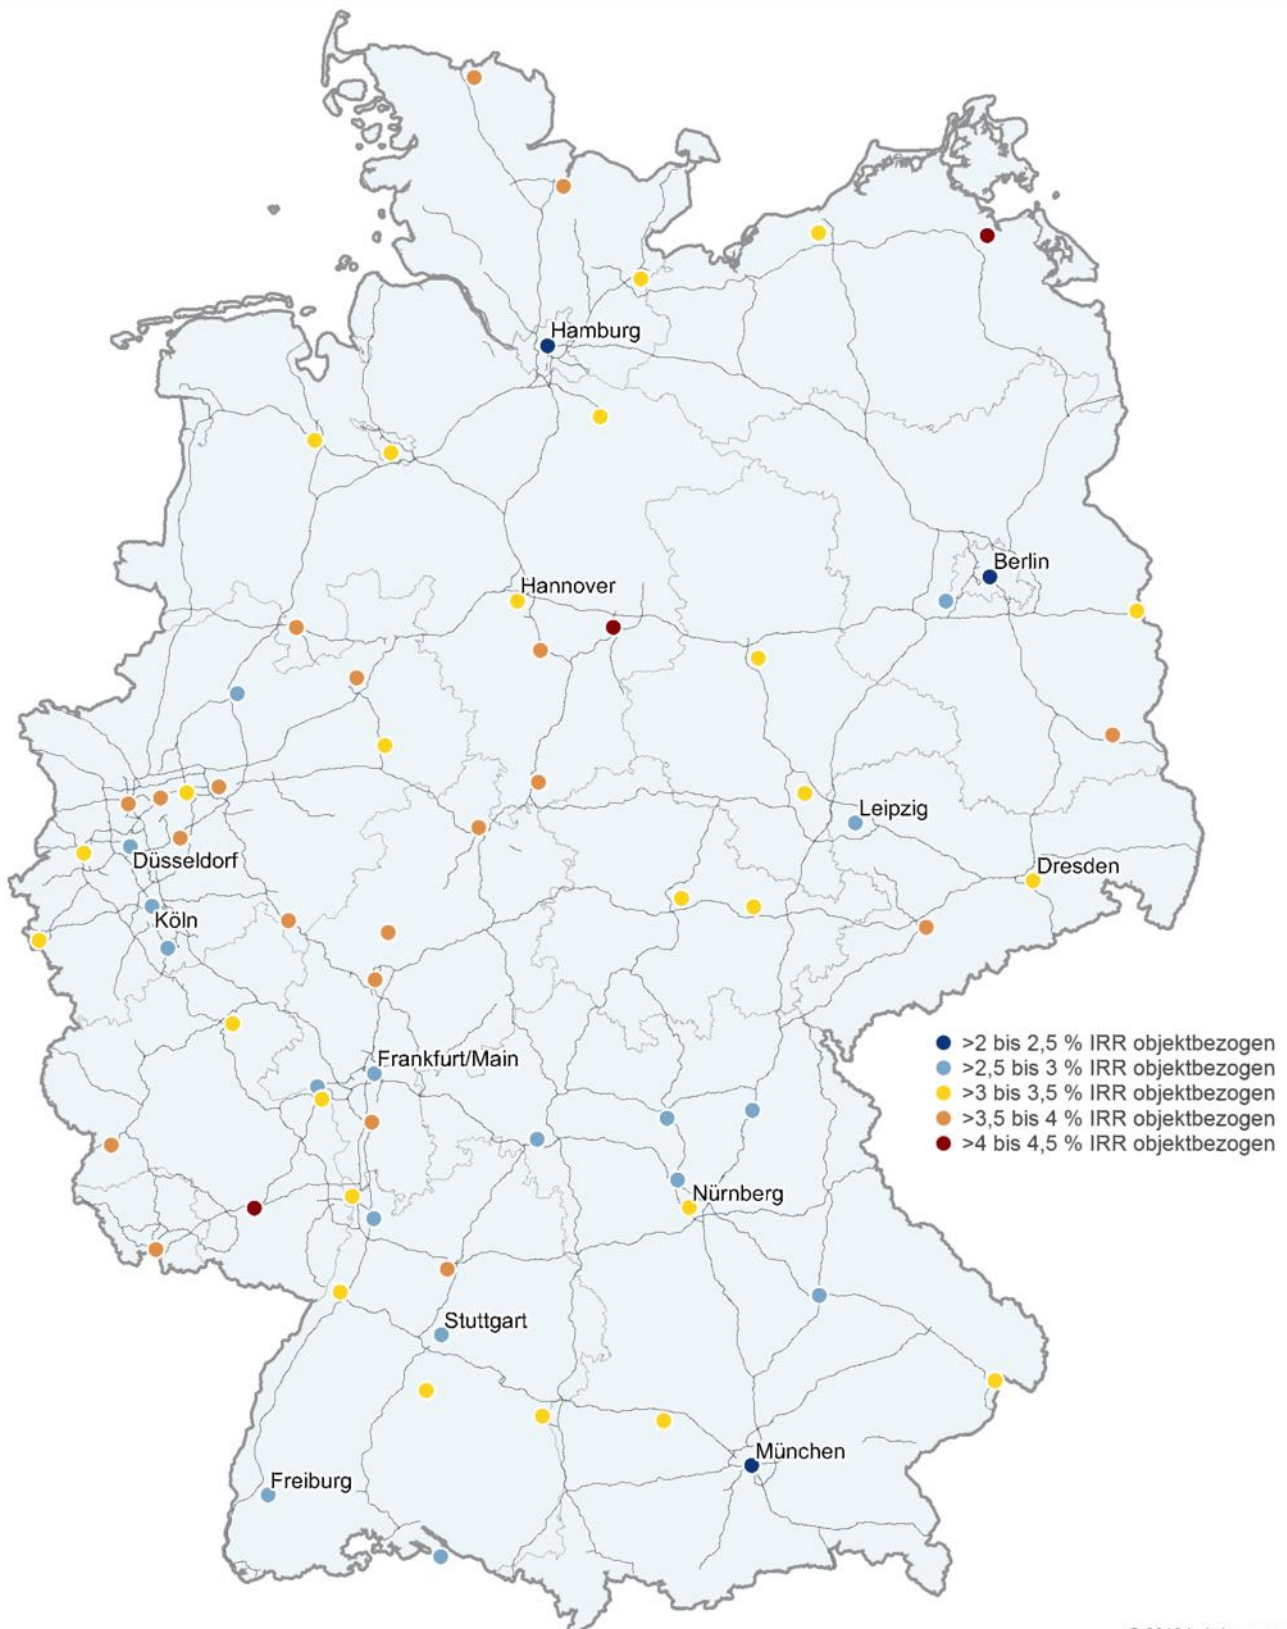 Hamburg
Berlin
Hannover
Leipzig
Düsseldorf
Dresden
Köln
>2 bis 2,5 % IRR objektbezogen
>2,5 bis 3 % IRR objektbezogen
>3 bis 3,5 % IRR objektbezogen
>3,5 bis 4 % IRR objektbezogen
>4 bis 4,5 % IRR objektbezogen
Frankfurt/Main
Nürnberg
Stuttgart
München
Freiburg